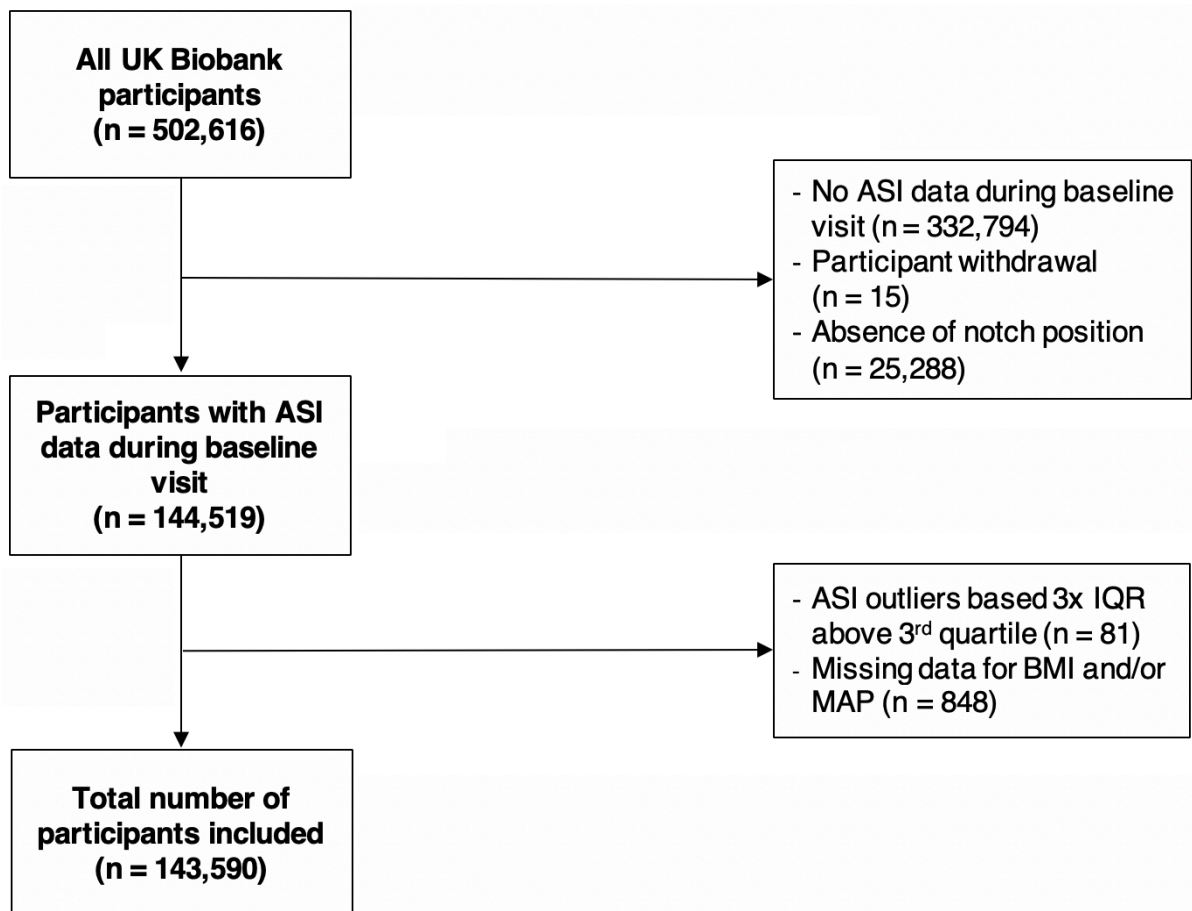 All UK Biobank
participants
(n = 502,616)
- No ASI data during baseline
visit (n = 332,794)
- Participant withdrawal
(n = 15)
- Absence of notch position
(n = 25,288)
Participants with ASI
data during baseline
visit
(n = 144,519)
- ASI outliers based 3x IQR
above 3rd quartile (n = 81)
- Missing data for BMI and/or
MAP (n = 848)
Total number of
participants included
(n = 143,590)